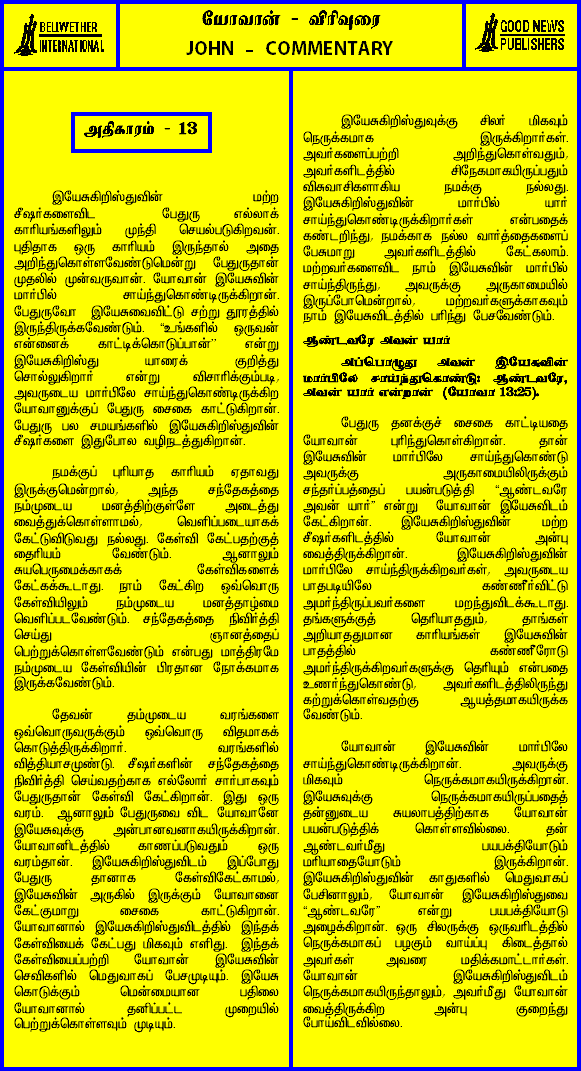 BELIWETHER
INTERNATIONAL
யோவான் - விரிவுரை
JOHN - COMMENTARY
GOOD NEWS
PUBLISHERS
அதிகாரம் - 13
இயேசுகிறிஸ்துவின் மற்ற
சீஷர்களைவிட பேதுரு எல்லாக்
காரியங்களிலும் முந்தி செயல்படுகிறவன்.
புதிதாக ஒரு காரியம் இருந்தால் அதை
அறிந்துகொள்ளவேண்டுமென்று பேதுருதான்
முதலில் முன்வருவான். யோவான் இயேசுவின்
மார்பில் சாய்ந்துகொண்டிருக்கிறான்.
பேதுருவோ இயேசுவைவிட்டு சற்று தூரத்தில்
இருந்திருக்கவேண்டும். “உங்களில் ஒருவன்
என்னைக் காட்டிக்கொடுப்பான்” என்று
இயேசுகிறிஸ்து யாரைக் குறித்து
சொல்லுகிறார் என்று விசாரிக்கும்படி,
அவருடைய மார்பிலே சாய்ந்துகொண்டிருக்கிற
யோவானுக்குப் பேதுரு சைகை காட்டுகிறான்.
பேதுரு பல சமயங்களில் இயேசுகிறிஸ்துவின்
சீஷர்களை இதுபோல வழிநடத்துகிறான்.
நமக்குப் புரியாத காரியம் ஏதாவது
இருக்குமென்றால், அந்த சந்தேகத்தை
நம்முடைய மனத்திற்குள்ளே அடைத்து
வைத்துக்கொள்ளாமல், வெளிப்படையாகக்
கேட்டுவிடுவது நல்லது. கேள்வி கேட்பதற்குத்
தைரியம் வேண்டும். ஆனாலும்
சுயபெருமைக்காகக் கேள்விகளைக்
கேட்கக்கூடாது. நாம் கேட்கிற ஒவ்வொரு
கேள்வியிலும் நம்முடைய மனத்தாழ்மை
வெளிப்படவேண்டும். சந்தேகத்தை நிவிர்த்தி
செய்து ஞானத்தைப்
பெற்றுக்கொள்ளவேண்டும் என்பது மாத்திரமே
நம்முடைய கேள்வியின் பிரதான நோக்கமாக
இருக்கவேண்டும்.
தேவன் தம்முடைய வரங்களை
ஒவ்வொருவருக்கும் ஒவ்வொரு விதமாகக்
கொடுத்திருக்கிறார். வரங்களில்
வித்தியாசமுண்டு. சீஷர்களின் சந்தேகத்தை
நிவிர்த்தி செய்வதற்காக எல்லோர் சார்பாகவும்
பேதுருதான் கேள்வி கேட்கிறான். இது ஒரு
வரம். ஆனாலும் பேதுருவை விட யோவானே
இயேசுவுக்கு அன்பானவனாகயிருக்கிறான்.
யோவானிடத்தில் காணப்படுவதும் ஒரு
வரம்தான். இயேசுகிறிஸ்துவிடம் இப்போது
பேதுரு தானாக கேள்விகேட்காமல்,
இயேசுவின் அருகில் இருக்கும் யோவானை
கேட்குமாறு சைகை காட்டுகிறான்.
யோவானால் இயேசுகிறிஸ்துவிடத்தில் இந்தக்
கேள்வியைக் கேட்பது மிகவும் எளிது. இந்தக்
கேள்வியைப்பற்றி யோவான் இயேசுவின்
செவிகளில் மெதுவாகப் பேசமுடியும். இயேசு
கொடுக்கும் மென்மையான பதிலை
யோவானால் தனிப்பட்ட முறையில்
பெற்றுக்கொள்ளவும் முடியும்.
இயேசுகிறிஸ்துவுக்கு சிலர் மிகவும்
நெருக்கமாக இருக்கிறார்கள்.
அவர்களைப்பற்றி அறிந்துகொள்வதும்,
அவர்களிடத்தில் சிநேகமாகயிருப்பதும்
விசுவாசிகளாகிய நமக்கு நல்லது.
இயேசுகிறிஸ்துவின் மார்பில் யார்
சாய்ந்துகொண்டிருக்கிறார்கள் என்பதைக்
கண்டறிந்து, நமக்காக நல்ல வார்த்தைகளைப்
பேசுமாறு அவர்களிடத்தில் கேட்கலாம்.
மற்றவர்களைவிட நாம் இயேசுவின் மார்பில்
சாய்ந்திருந்து, அவருக்கு அருகாமையில்
இருப்போமென்றால், மற்றவர்களுக்காகவும்
நாம் இயேசுவிடத்தில் பரிந்து பேசவேண்டும்.
ஆண்டவரே அவன் யார்
அப்பொழுது அவன் இயேசுவின்
மார்பிலே சாய்ந்துகொண்டு: ஆண்டவரே,
அவன் யார் என்றான் (யோவா 13:25).
பேதுரு தனக்குச் சைகை காட்டியதை
யோவான் புரிந்துகொள்கிறான். தான்
இயேசுவின் மார்பிலே சாய்ந்துகொண்டு
அவருக்கு அருகாமையிலிருக்கும்
சந்தர்ப்பத்தைப் பயன்படுத்தி “ஆண்டவரே
அவன் யார்” என்று யோவான் இயேசுவிடம்
கேட்கிறான். இயேசுகிறிஸ்துவின் மற்ற
சீஷர்களிடத்தில் யோவான் அன்பு
வைத்திருக்கிறான். இயேசுகிறிஸ்துவின்
மார்பிலே சாய்ந்திருக்கிறவர்கள், அவருடைய
பாதபடியிலே கண்ணீர்விட்டு
அமர்ந்திருப்பவர்களை மறந்துவிடக்கூடாது.
தங்களுக்குத் தெரியாததும், தாங்கள்
அறியாததுமான காரியங்கள் இயேசுவின்
பாதத்தில் கண்ணீரோடு
அமர்ந்திருக்கிறவர்களுக்கு தெரியும் என்பதை
உணர்ந்துகொண்டு, அவர்களிடத்திலிருந்து
கற்றுக்கொள்வதற்கு ஆயத்தமாகயிருக்க
வேண்டும்.
யோவான் இயேசுவின் மார்பிலே
சாய்ந்துகொண்டிருக்கிறான். அவருக்கு
மிகவும் நெருக்கமாகயிருக்கிறான்.
இயேசுவுக்கு நெருக்கமாகயிருப்பதைத்
தன்னுடைய சுயலாபத்திற்காக யோவான்
பயன்படுத்திக் கொள்ளவில்லை. தன்
ஆண்டவர்மீது பயபக்தியோடும்
மரியாதையோடும் இருக்கிறான்.
இயேசுகிறிஸ்துவின் காதுகளில் மெதுவாகப்
பேசினாலும், யோவான் இயேசுகிறிஸ்துவை
“ஆண்டவரே” என்று பயபக்தியோடு
அழைக்கிறான். ஒரு சிலருக்கு ஒருவரிடத்தில்
நெருக்கமாகப் பழகும் வாய்ப்பு கிடைத்தால்
அவர்கள் அவரை மதிக்கமாட்டார்கள்.
யோவான் இயேசுகிறிஸ்துவிடம்
நெருக்கமாகயிருந்தாலும், அவர்மீது யோவான்
வைத்திருக்கிற அன்பு குறைந்து
போய்விடவில்லை.